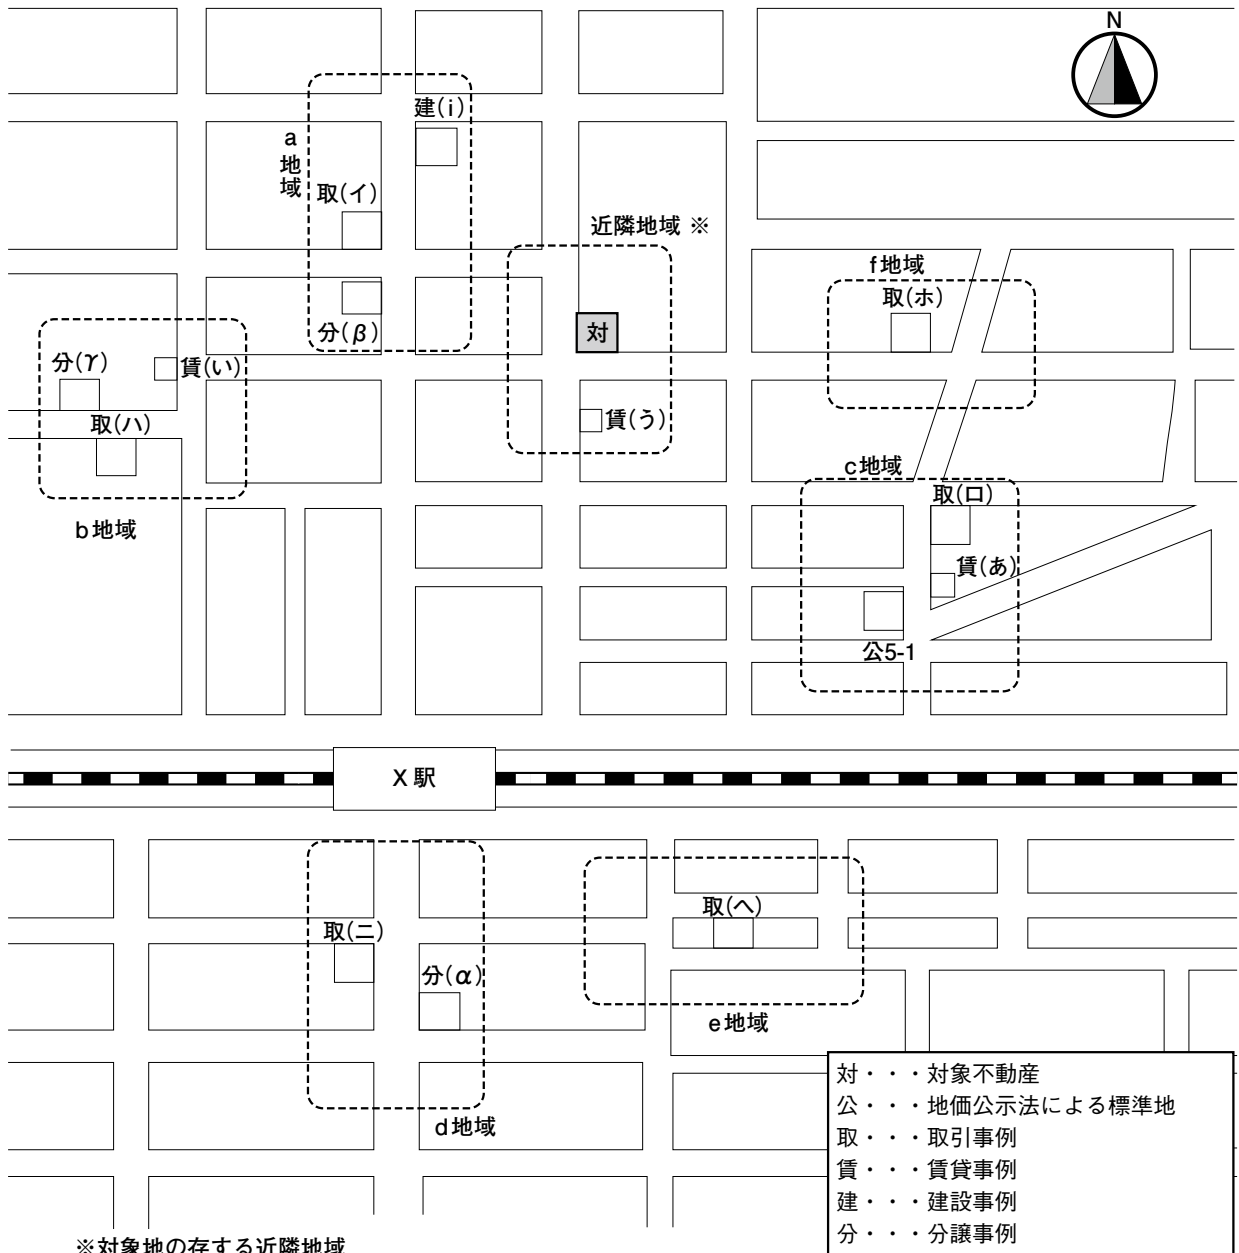 N
建(i)
a
地
域
取(イ)
近隣地域 ※
f地域
取(ホ)
対
分(β)
分(γ)
賃(い)
取(ハ)
賃(う)
c地域
取(ロ)
b地域
賃(あ)
公5-1
X 駅
取(ニ)
取(ヘ)
分(α)
e地域
d地域
対・・・対象不動産
公・・・地価公示法による標準地
取・・・取引事例
賃・・・賃貸事例
建・・・建設事例
分・・・分譲事例
※対象地の存する近隣地域